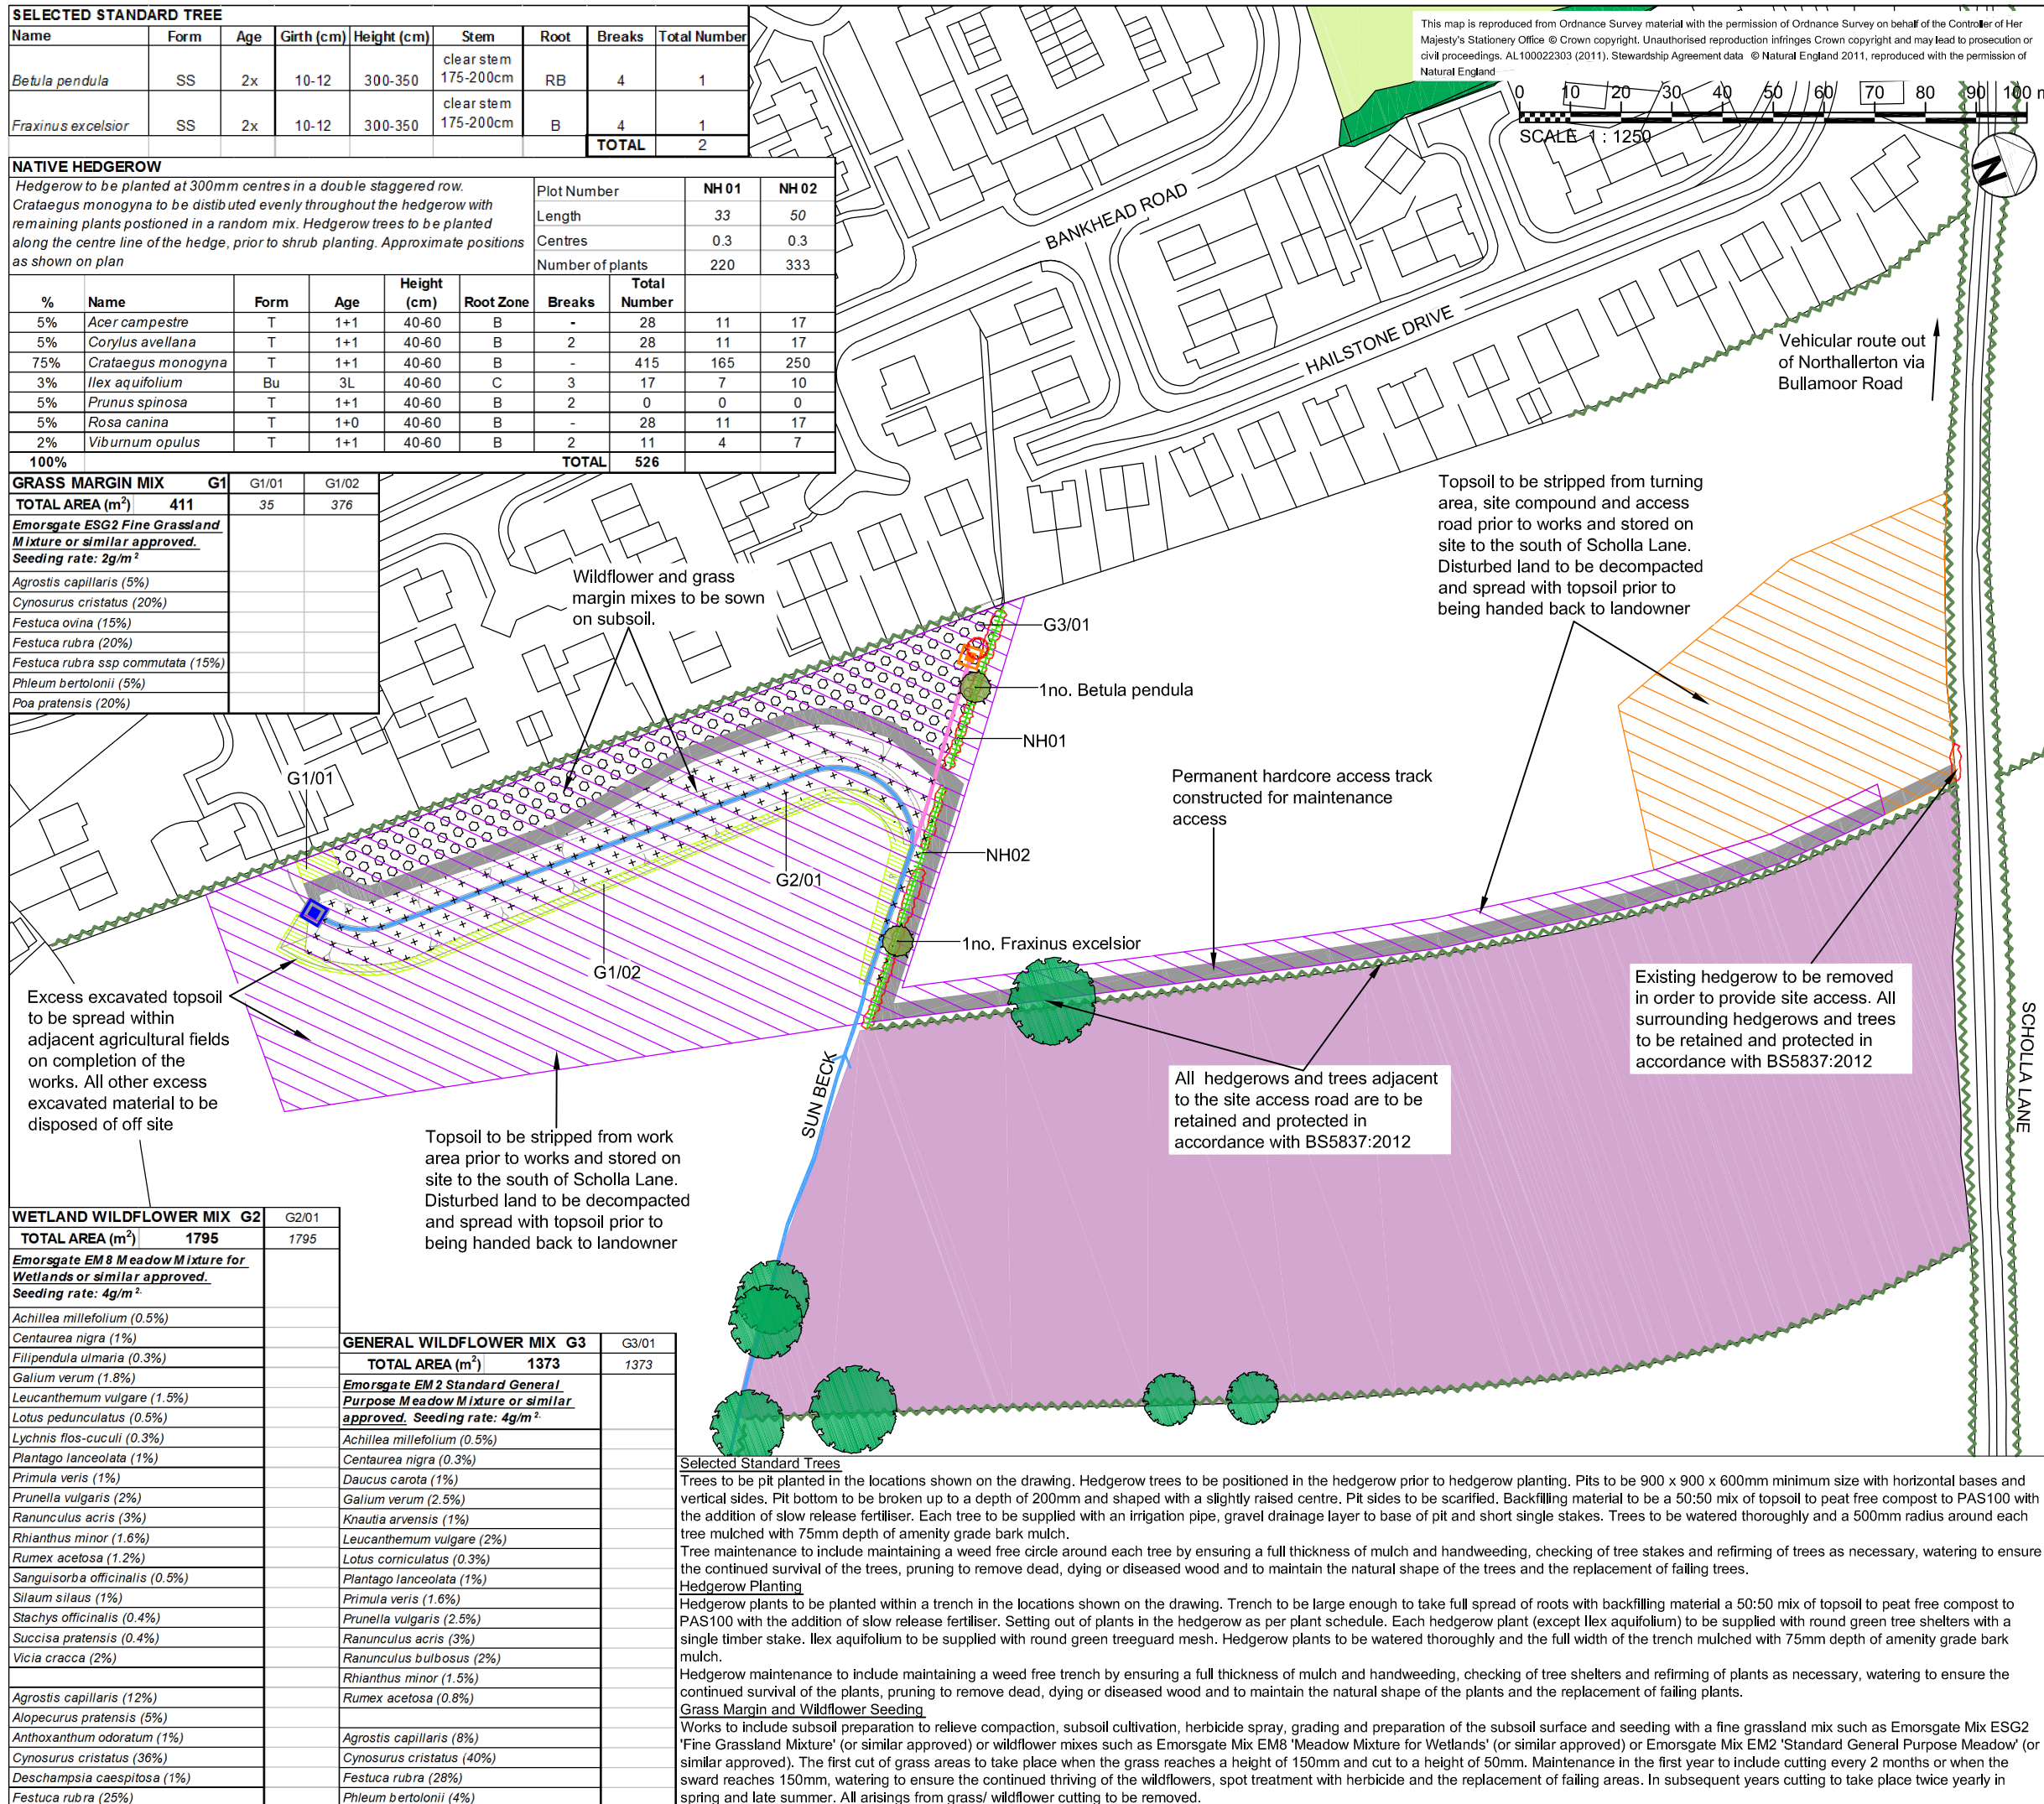 SELECTED STANDARD TREE
Name Form Age Girth (cm) Height (cm) Stem Root Breaks Total Number
Betula pendula SS 2x 10-12 300-350 clear stem 175-200cm RB 4 1
Fraxinus excelsior SS 2x 10-12 300-350 clear stem 175-200cm B 4 1
TOTAL 2
NATIVE HEDGEROW
Hedgerow to be planted at 300mm centres in a double staggered row.
Crataegus monogyna to be distibuted evenly throughout the hedgerow with
remaining plants postioned in a random mix. Hedgerow trees to be planted
along the centre line of the hedge, prior to shrub planting. Approximate positions
as shown on plan
Plot Number NH 01 NH 02
Length 33 50
Centres 0.3 0.3
Number of plants 220 333
% Name Form Age Height (cm) Root Zone Breaks Total Number
5% Acer campestre T 1+1 40-60 B - 28 11 17
5% Corylus avellana T 1+1 40-60 B 2 28 11 17
75% Crataegus monogyna T 1+1 40-60 B - 415 165 250
3% Ilex aquifolium Bu 3L 40-60 C 3 17 7 10
5% Prunus spinosa T 1+1 40-60 B 2 0 0 0
5% Rosa canina T 1+0 40-60 B - 28 11 17
2% Viburnum opulus T 1+1 40-60 B 2 11 4 7
100% TOTAL 526
GRASS MARGIN MIX G1 G1/01 G1/02
TOTAL AREA (m²) 411 35 376
Emorsgate ESG2 Fine Grassland
Mixture or similar approved.
Seeding rate: 2g/m²
Agrostis capillaris (5%)
Cynosurus cristatus (20%)
Festuca ovina (15%)
Festuca rubra (20%)
Festuca rubra ssp commutata (15%)
Phleum bertolonii (5%)
Poa pratensis (20%)
This map is reproduced from Ordnance Survey material with the permission of Ordnance Survey on behalf of the Controller of Her
Majesty's Stationery Office © Crown copyright. Unauthorised reproduction infringes Crown copyright and may lead to prosecution or
civil proceedings. AL100022303 (2011). Stewardship Agreement data © Natural England 2011, reproduced with the permission of
Natural England
0 10 20 30 40 50 60 70 80 90 100 m
SCALE 1 : 1250
N
BANKHEAD ROAD
HAILSTONE DRIVE
Vehicular route out
of Northallerton via
Bullamoor Road
Topsoil to be stripped from turning
area, site compound and access
road prior to works and stored on
site to the south of Scholla Lane.
Disturbed land to be decompacted
and spread with topsoil prior to
being handed back to landowner
Wildflower and grass
margin mixes to be sown
on subsoil.
G3/01
1no. Betula pendula
NH01
G1/01
Permanent hardcore access track
constructed for maintenance
access
NH02
G2/01
1no. Fraxinus excelsior
G1/02
Excess excavated topsoil
to be spread within
adjacent agricultural fields
on completion of the
works. All other excess
excavated material to be
disposed of off site
Existing hedgerow to be removed
in order to provide site access. All
surrounding hedgerows and trees
to be retained and protected in
accordance with BS5837:2012
SCHOLLA LANE
SUN BECK
All hedgerows and trees adjacent
to the site access road are to be
retained and protected in
accordance with BS5837:2012
Topsoil to be stripped from work
area prior to works and stored on
site to the south of Scholla Lane.
Disturbed land to be decompacted
and spread with topsoil prior to
being handed back to landowner
WETLAND WILDFLOWER MIX G2 G2/01
TOTAL AREA (m²) 1795 1795
Emorsgate EM8 Meadow Mixture for
Wetlands or similar approved.
Seeding rate: 4g/m²·
Achillea millefolium (0.5%)
Centaurea nigra (1%)
Filipendula ulmaria (0.3%)
Galium verum (1.8%)
Leucanthemum vulgare (1.5%)
Lotus pedunculatus (0.5%)
Lychnis flos-cuculi (0.3%)
Plantago lanceolata (1%)
Primula veris (1%)
Prunella vulgaris (2%)
Ranunculus acris (3%)
Rhianthus minor (1.6%)
Rumex acetosa (1.2%)
Sanguisorba officinalis (0.5%)
Silaum silaus (1%)
Stachys officinalis (0.4%)
Succisa pratensis (0.4%)
Vicia cracca (2%)
Agrostis capillaris (12%)
Alopecurus pratensis (5%)
Anthoxanthum odoratum (1%)
Cynosurus cristatus (36%)
Deschampsia caespitosa (1%)
Festuca rubra (25%)
GENERAL WILDFLOWER MIX G3 G3/01
TOTAL AREA (m²) 1373 1373
Emorsgate EM2 Standard General
Purpose Meadow Mixture or similar
approved. Seeding rate: 4g/m²·
Achillea millefolium (0.5%)
Centaurea nigra (0.3%)
Daucus carota (1%)
Galium verum (2.5%)
Knautia arvensis (1%)
Leucanthemum vulgare (2%)
Lotus corniculatus (0.3%)
Plantago lanceolata (1%)
Primula veris (1.6%)
Prunella vulgaris (2.5%)
Ranunculus acris (3%)
Ranunculus bulbosus (2%)
Rhianthus minor (1.5%)
Rumex acetosa (0.8%)
Agrostis capillaris (8%)
Cynosurus cristatus (40%)
Festuca rubra (28%)
Phleum bertolonii (4%)
Selected Standard Trees
Trees to be pit planted in the locations shown on the drawing. Hedgerow trees to be positioned in the hedgerow prior to hedgerow planting. Pits to be 900 x 900 x 600mm minimum size with horizontal bases and
vertical sides. Pit bottom to be broken up to a depth of 200mm and shaped with a slightly raised centre. Pit sides to be scarified. Backfilling material to be a 50:50 mix of topsoil to peat free compost to PAS100 with
the addition of slow release fertiliser. Each tree to be supplied with an irrigation pipe, gravel drainage layer to base of pit and short single stakes. Trees to be watered thoroughly and a 500mm radius around each
tree mulched with 75mm depth of amenity grade bark mulch.
Tree maintenance to include maintaining a weed free circle around each tree by ensuring a full thickness of mulch and handweeding, checking of tree stakes and refirming of trees as necessary, watering to ensure
the continued survival of the trees, pruning to remove dead, dying or diseased wood and to maintain the natural shape of the trees and the replacement of failing trees.
Hedgerow Planting
Hedgerow plants to be planted within a trench in the locations shown on the drawing. Trench to be large enough to take full spread of roots with backfilling material a 50:50 mix of topsoil to peat free compost to
PAS100 with the addition of slow release fertiliser. Setting out of plants in the hedgerow as per plant schedule. Each hedgerow plant (except Ilex aquifolium) to be supplied with round green tree shelters with a
single timber stake. Ilex aquifolium to be supplied with round green treeguard mesh. Hedgerow plants to be watered thoroughly and the full width of the trench mulched with 75mm depth of amenity grade bark
mulch.
Hedgerow maintenance to include maintaining a weed free trench by ensuring a full thickness of mulch and handweeding, checking of tree shelters and refirming of plants as necessary, watering to ensure the
continued survival of the plants, pruning to remove dead, dying or diseased wood and to maintain the natural shape of the plants and the replacement of failing plants.
Grass Margin and Wildflower Seeding
Works to include subsoil preparation to relieve compaction, subsoil cultivation, herbicide spray, grading and preparation of the subsoil surface and seeding with a fine grassland mix such as Emorsgate Mix ESG2
'Fine Grassland Mixture' (or similar approved) or wildflower mixes such as Emorsgate Mix EM8 'Meadow Mixture for Wetlands' (or similar approved) or Emorsgate Mix EM2 'Standard General Purpose Meadow' (or
similar approved). The first cut of grass areas to take place when the grass reaches a height of 150mm and cut to a height of 50mm. Maintenance in the first year to include cutting every 2 months or when the
sward reaches 150mm, watering to ensure the continued thriving of the wildflowers, spot treatment with herbicide and the replacement of failing areas. In subsequent years cutting to take place twice yearly in
spring and late summer. All arisings from grass/ wildflower cutting to be removed.